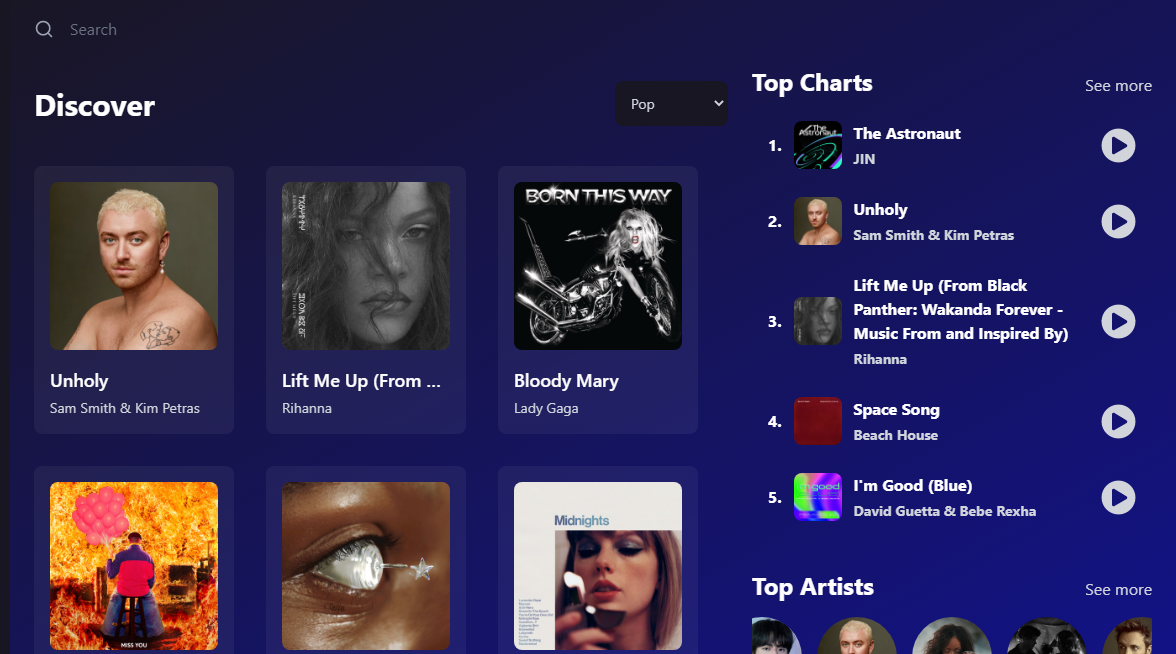 Search
Discover
Pop
Unholy
Sam Smith & Kim Petras
Lift Me Up (From ...
Rihanna
BORN THIS WAY
Bloody Mary
Lady Gaga
MISS YOU
Midnights
Top Charts
See more
1.
The Astronaut
The Astronaut
JIN
2.
Unholy
Sam Smith & Kim Petras
3.
Lift Me Up (From Black
Panther: Wakanda Forever -
Music From and Inspired By)
Rihanna
4.
Space Song
Beach House
5.
I'm Good (Blue)
David Guetta & Bebe Rexha
Top Artists
See more